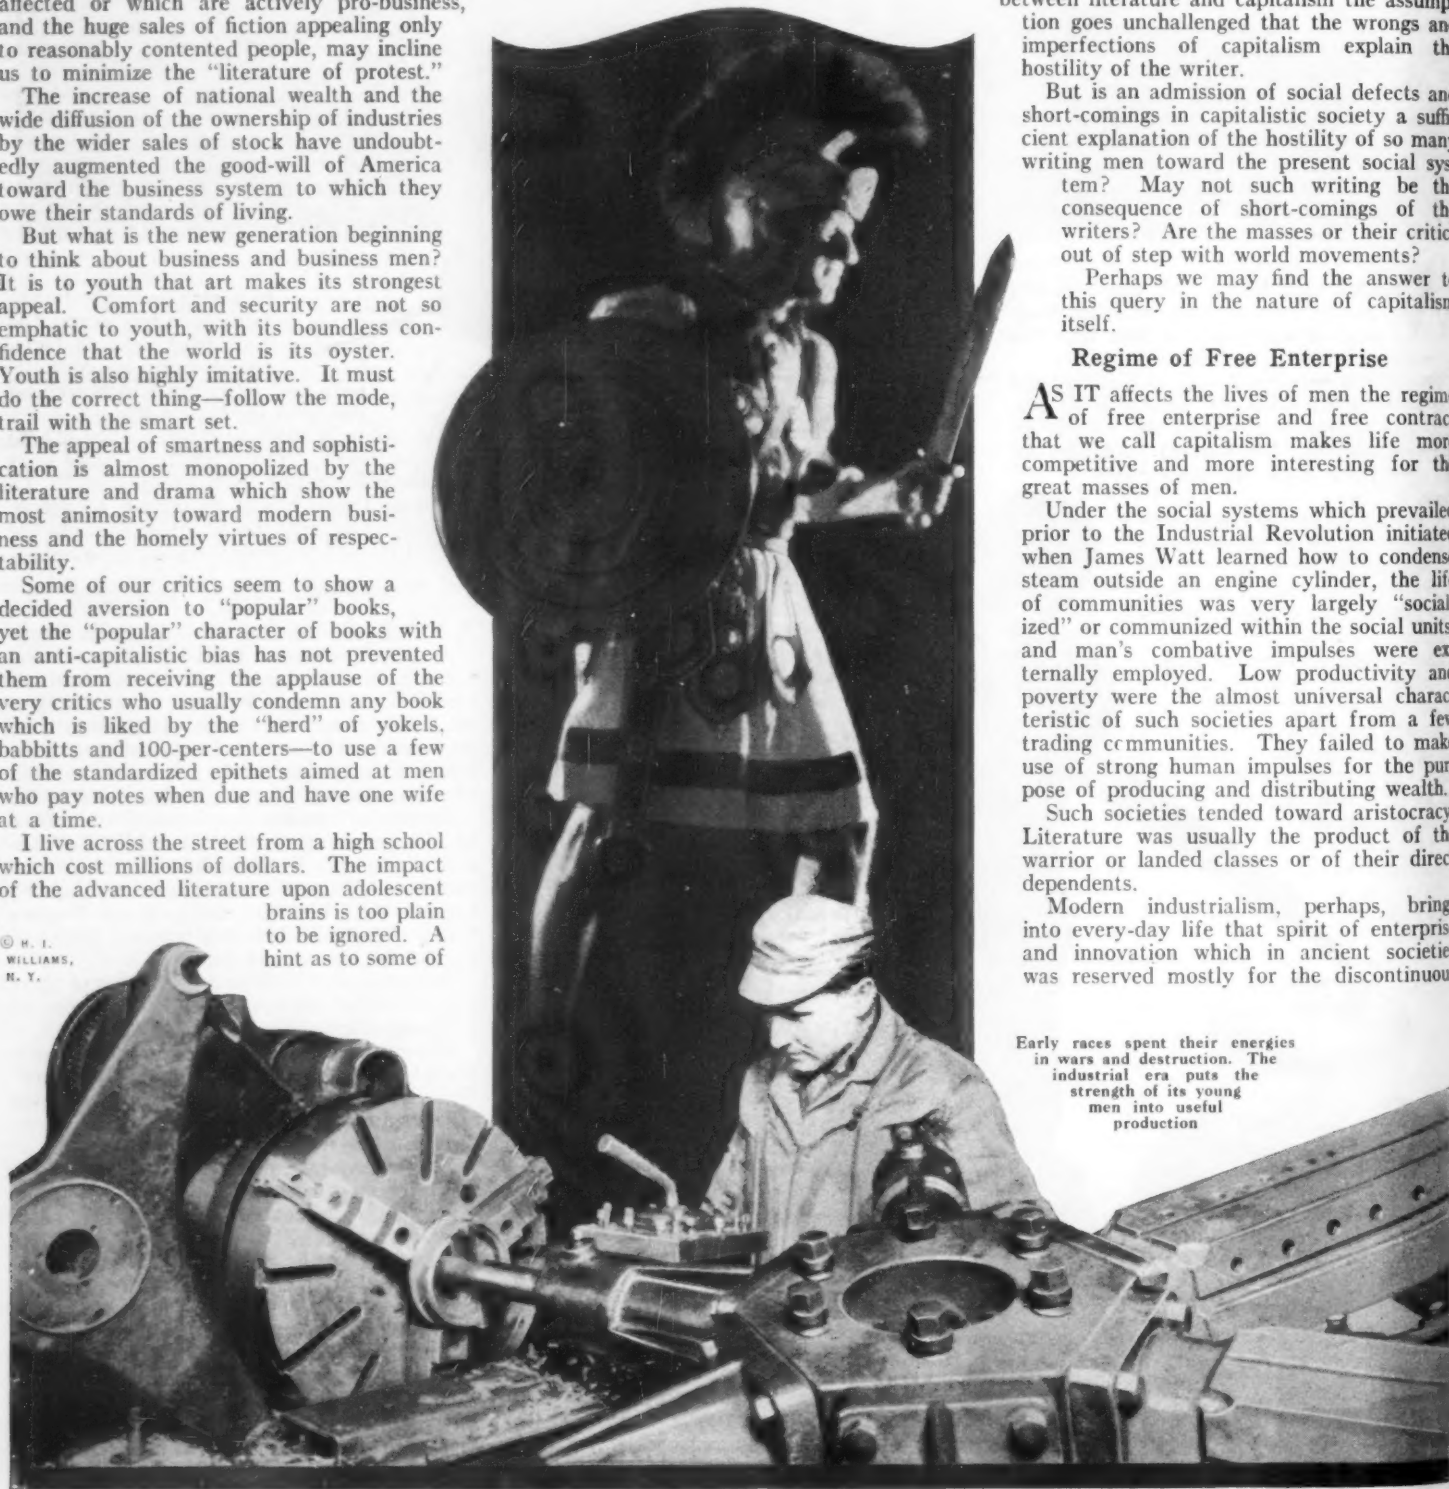 affected or which are actively pro-business,
and the huge sales of fiction appealing only
to reasonably contented people, may incline
us to minimize the "literature of protest."
The increase of national wealth and the
wide diffusion of the ownership of industries
by the wider sales of stock have undoubt-
edly augmented the good-will of America
toward the business system to which they
owe their standards of living.
But what is the new generation beginning
to think about business and business men?
It is to youth that art makes its strongest
appeal. Comfort and security are not so
emphatic to youth, with its boundless con-
fidence that the world is its oyster.
Youth is also highly imitative. It must
do the correct thing—follow the mode,
trail with the smart set.
The appeal of smartness and sophisti-
cation is almost monopolized by the
literature and drama which show the
most animosity toward modern busi-
ness and the homely virtues of respec-
tability.
Some of our critics seem to show a
decided aversion to "popular" books,
yet the "popular" character of books with
an anti-capitalistic bias has not prevented
them from receiving the applause of the
very critics who usually condemn any book
which is liked by the "herd" of yokels,
babbitts and 100-per-centers—to use a few
of the standardized epithets aimed at men
who pay notes when due and have one wife
at a time.
I live across the street from a high school
which cost millions of dollars. The impact
of the advanced literature upon adolescent
brains is too plain
to be ignored. A
hint as to some of
© H. I.
WILLIAMS,
N. Y.
between literature and capitalism the assump
tion goes unchallenged that the wrongs an
imperfections of capitalism explain th
hostility of the writer.
But is an admission of social defects an
short-comings in capitalistic society a suffi
cient explanation of the hostility of so many
writing men toward the present social sys
tem? May not such writing be th
consequence of short-comings of th
writers? Are the masses or their critic
out of step with world movements?
Perhaps we may find the answer t
this query in the nature of capitalism
itself.
Regime of Free Enterprise
AS IT affects the lives of men the regim
of free enterprise and free contrac
that we call capitalism makes life mor
competitive and more interesting for th
great masses of men.
Under the social systems which prevaile
prior to the Industrial Revolution initiate
when James Watt learned how to condens
steam outside an engine cylinder, the lif
of communities was very largely "social
ized" or communized within the social units
and man's combative impulses were ex
ternally employed. Low productivity an
poverty were the almost universal charac
teristic of such societies apart from a few
trading communities. They failed to mak
use of strong human impulses for the pur
pose of producing and distributing wealth.
Such societies tended toward aristocracy
Literature was usually the product of th
warrior or landed classes or of their direc
dependents.
Modern industrialism, perhaps, bring
into every-day life that spirit of enterpris
and innovation which in ancient societie
was reserved mostly for the discontinuou
Early races spent their energies
in wars and destruction. The
industrial era puts the
strength of its young
men into useful
production